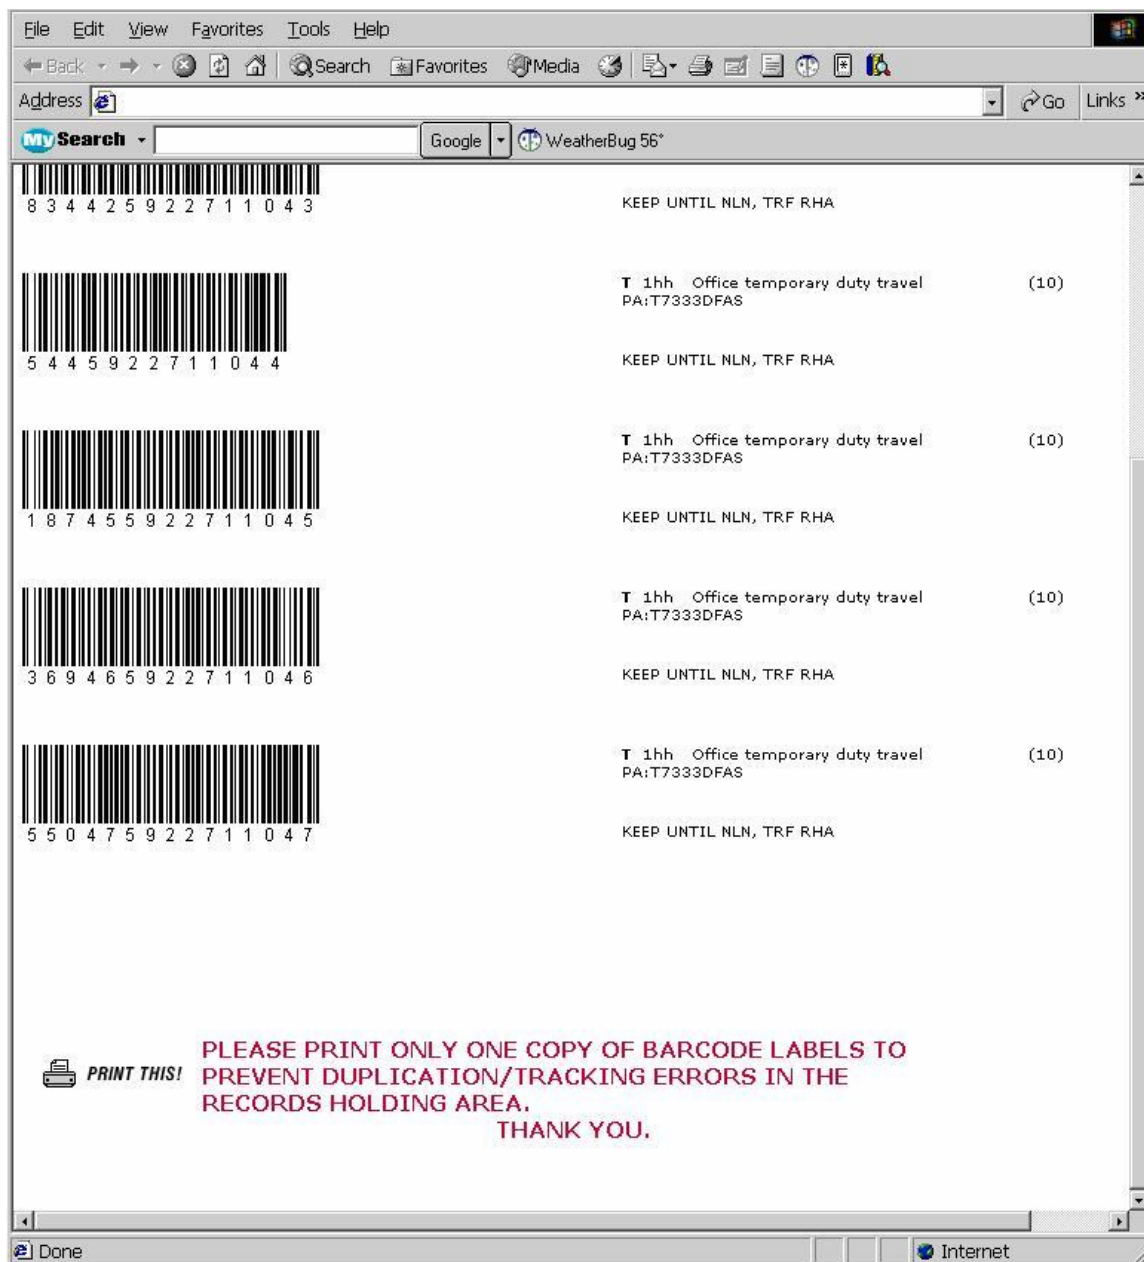 File Edit View Favorites Tools Help
Back Search Favorites Media
Address Go Links »
My Search Google WeatherBug 56°
8 3 4 4 2 5 9 2 2 7 1 1 0 4 3
KEEP UNTIL NLN, TRF RHA
T 1hh Office temporary duty travel (10)
PA:T7333DFAS
5 4 4 5 9 2 2 7 1 1 0 4 4
KEEP UNTIL NLN, TRF RHA
T 1hh Office temporary duty travel (10)
PA:T7333DFAS
1 8 7 4 5 5 9 2 2 7 1 1 0 4 5
KEEP UNTIL NLN, TRF RHA
T 1hh Office temporary duty travel (10)
PA:T7333DFAS
3 6 9 4 6 5 9 2 2 7 1 1 0 4 6
KEEP UNTIL NLN, TRF RHA
T 1hh Office temporary duty travel (10)
PA:T7333DFAS
5 5 0 4 7 5 9 2 2 7 1 1 0 4 7
KEEP UNTIL NLN, TRF RHA
PRINT THIS!
PLEASE PRINT ONLY ONE COPY OF BARCODE LABELS TO
PREVENT DUPLICATION/TRACKING ERRORS IN THE
RECORDS HOLDING AREA.
THANK YOU.
Done Internet